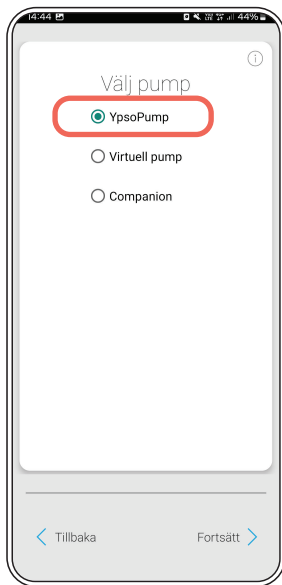 14:44 44%
Välj pump
YpsoPump
Virtuell pump
Companion
Tillbaka Fortsätt